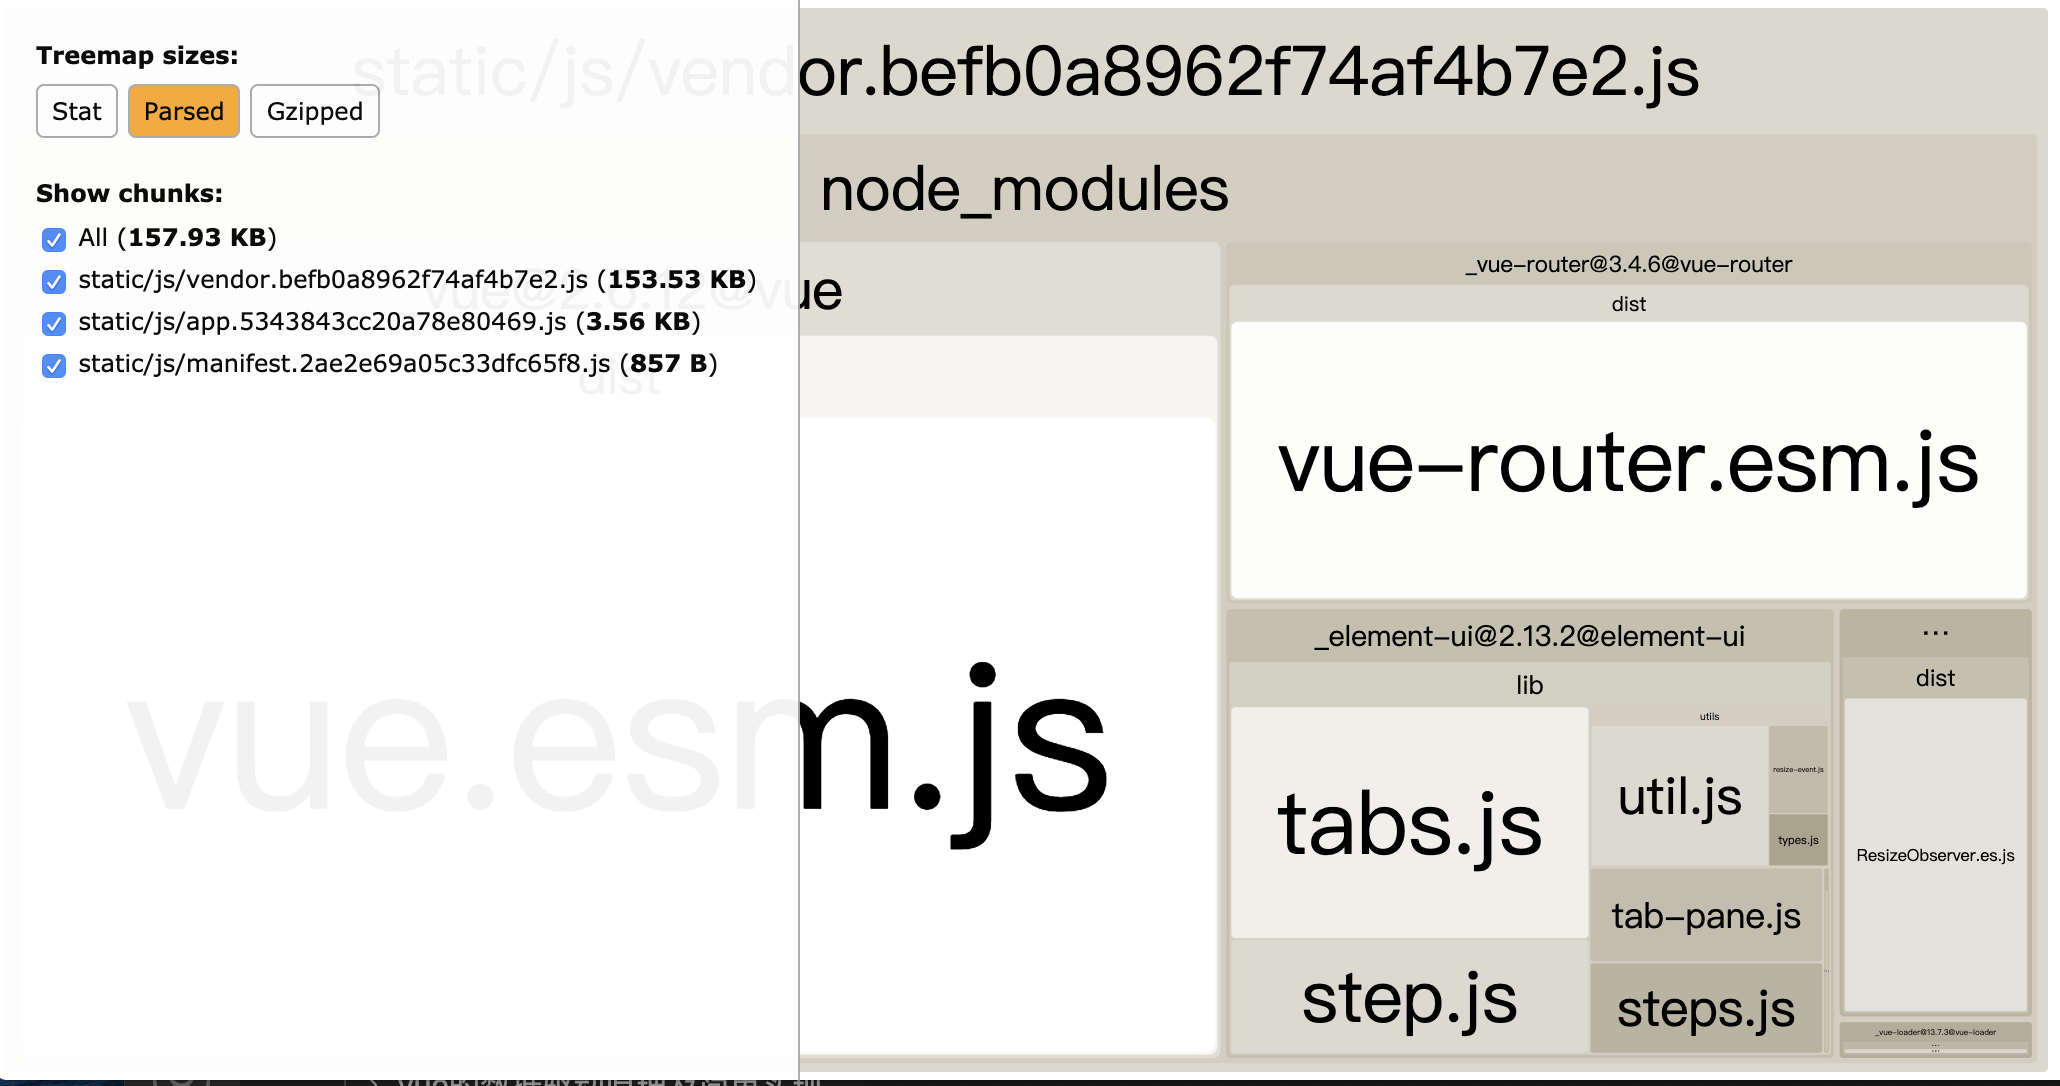 Treemap sizes:
Stat
Parsed
Gzipped
Show chunks:
All (157.93 KB)
static/js/vendor.befb0a8962f74af4b7e2.js (153.53 KB)
static/js/app.5343843cc20a78e80469.js (3.56 KB)
static/js/manifest.2ae2e69a05c33dfc65f8.js (857 B)
static/js/vendor.befb0a8962f74af4b7e2.js
node_modules
vue@2.6.12@vue
dist
vue.esm.js
_vue-router@3.4.6@vue-router
dist
vue-router.esm.js
_element-ui@2.13.2@element-ui
lib
tabs.js
step.js
utils
util.js
resize-event.js
types.js
tab-pane.js
steps.js
...
...
dist
ResizeObserver.es.js
_vue-loader@13.7.3@vue-loader
...
...